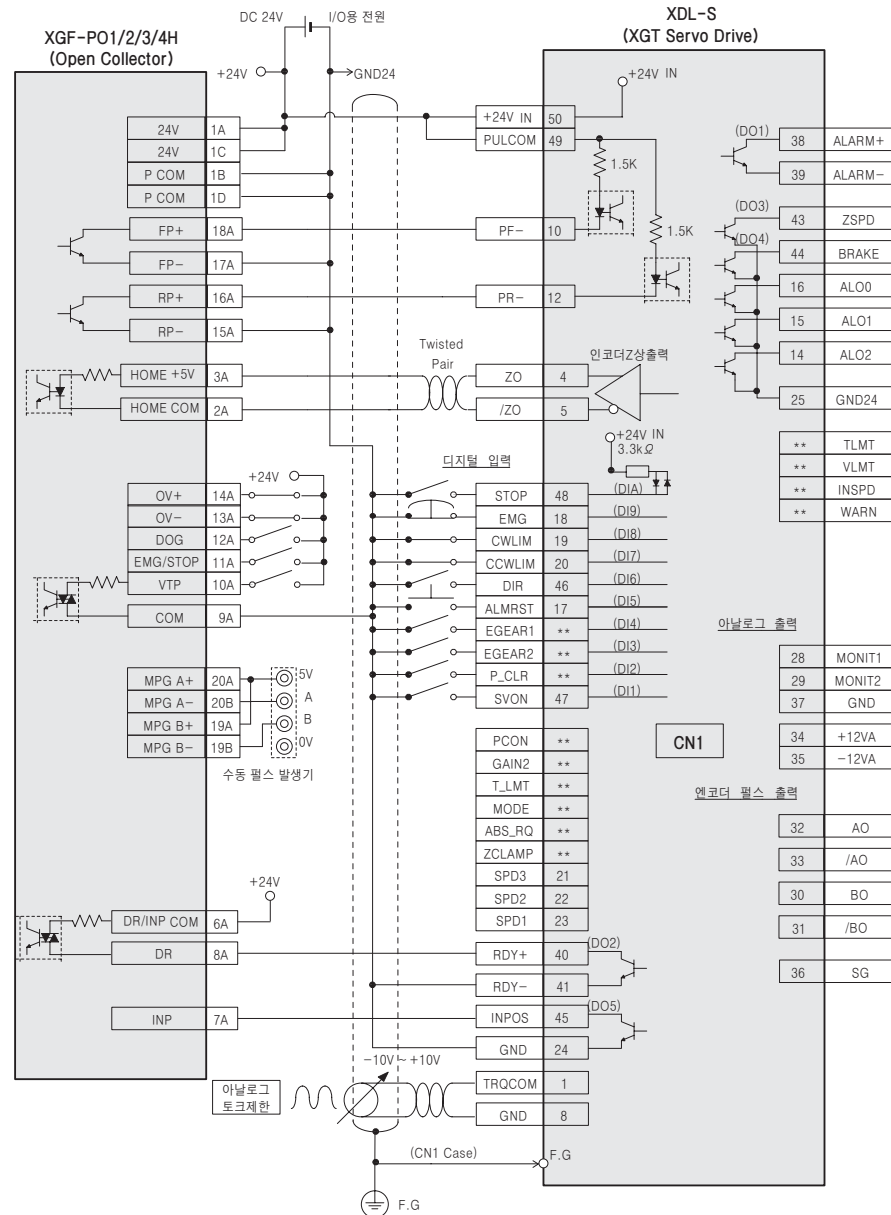 DC 24V
I/O용 전원
XGF-PO1/2/3/4H
(Open Collector)
XDL-S
(XGT Servo Drive)
+24V
GND24
+24V IN
24V 1A
24V 1C
P COM 1B
P COM 1D
FP+ 18A
FP- 17A
RP+ 16A
RP- 15A
HOME +5V 3A
HOME COM 2A
+24V
OV+ 14A
OV- 13A
DOG 12A
EMG/STOP 11A
VTP 10A
COM 9A
MPG A+ 20A
MPG A- 20B
MPG B+ 19A
MPG B- 19B
5V
A
B
0V
수동 펄스 발생기
+24V
DR/INP COM 6A
DR 8A
INP 7A
아날로그
토크제한
-10V ~ +10V
Twisted
Pair
디지털 입력
+24V IN 50
PULCOM 49
1.5K
1.5K
PF- 10
PR- 12
ZO 4
/ZO 5
인코더Z상출력
+24V IN
3.3kΩ
STOP 48 (DIA)
EMG 18 (DI9)
CWLIM 19 (DI8)
CCWLIM 20 (DI7)
DIR 46 (DI6)
ALMRST 17 (DI5)
EGEAR1 ** (DI4)
EGEAR2 ** (DI3)
P_CLR ** (DI2)
SVON 47 (DI1)
PCON **
GAIN2 **
T_LMT **
MODE **
ABS_RQ **
ZCLAMP **
SPD3 21
SPD2 22
SPD1 23
RDY+ 40 (DO2)
RDY- 41
INPOS 45 (DO5)
GND 24
TRQCOM 1
GND 8
(CN1 Case)
F.G
F.G
(DO1) 38 ALARM+
39 ALARM-
(DO3) 43 ZSPD
(DO4) 44 BRAKE
16 ALO0
15 ALO1
14 ALO2
25 GND24
** TLMT
** VLMT
** INSPD
** WARN
아날로그 출력
28 MONIT1
29 MONIT2
37 GND
34 +12VA
35 -12VA
CN1
엔코더 펄스 출력
32 AO
33 /AO
30 BO
31 /BO
36 SG